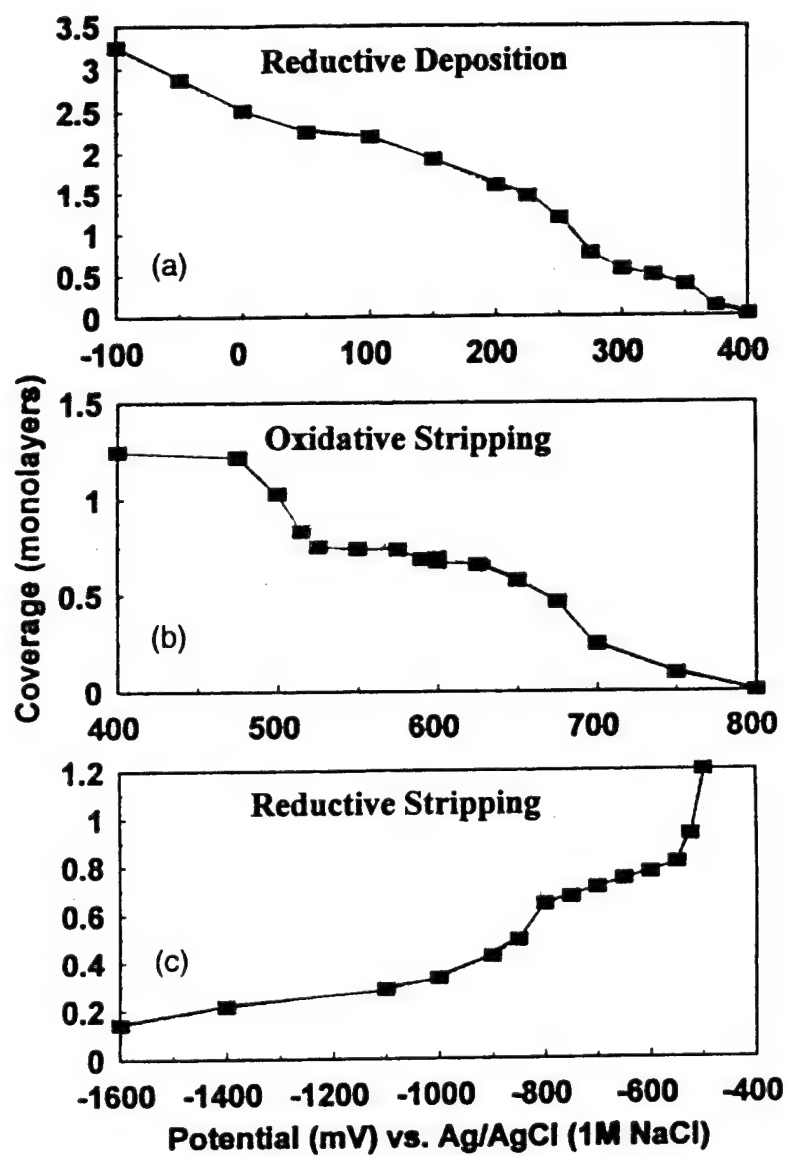 Coverage (monolayers)
Reductive Deposition
3.5
3
2.5
2
1.5
1
0.5
0
(a)
-100 0 100 200 300 400
Oxidative Stripping
1.5
1
0.5
0
(b)
400 500 600 700 800
Reductive Stripping
1.2
1
0.8
0.6
0.4
0.2
0
(c)
-1600 -1400 -1200 -1000 -800 -600 -400
Potential (mV) vs. Ag/AgCl (1M NaCl)